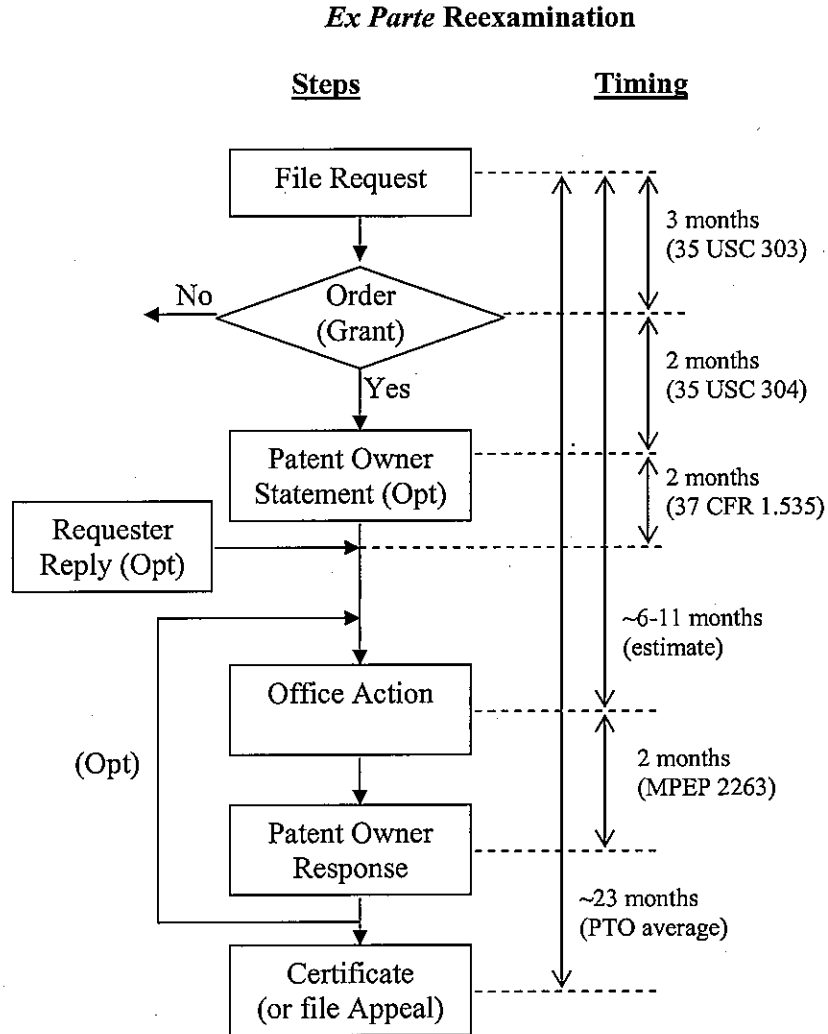 Ex Parte Reexamination
Steps
Timing
File Request
3 months
(35 USC 303)
No
Order
(Grant)
Yes
2 months
(35 USC 304)
Patent Owner
Statement (Opt)
2 months
(37 CFR 1.535)
Requester
Reply (Opt)
~6-11 months
(estimate)
Office Action
(Opt)
2 months
(MPEP 2263)
Patent Owner
Response
~23 months
(PTO average)
Certificate
(or file Appeal)